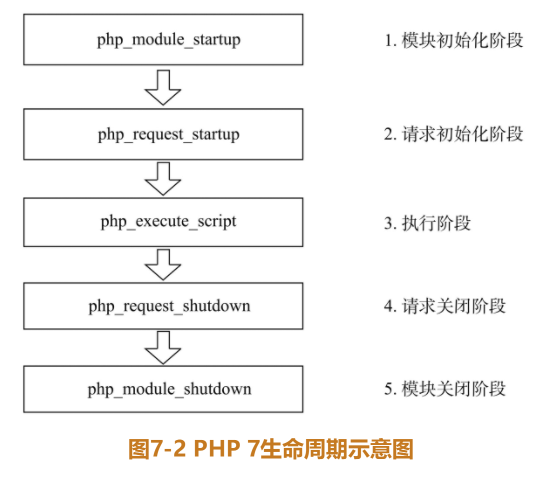 php_module_startup 1. 模块初始化阶段
php_request_startup 2. 请求初始化阶段
php_execute_script 3. 执行阶段
php_request_shutdown 4. 请求关闭阶段
php_module_shutdown 5. 模块关闭阶段
图7-2 PHP 7生命周期示意图